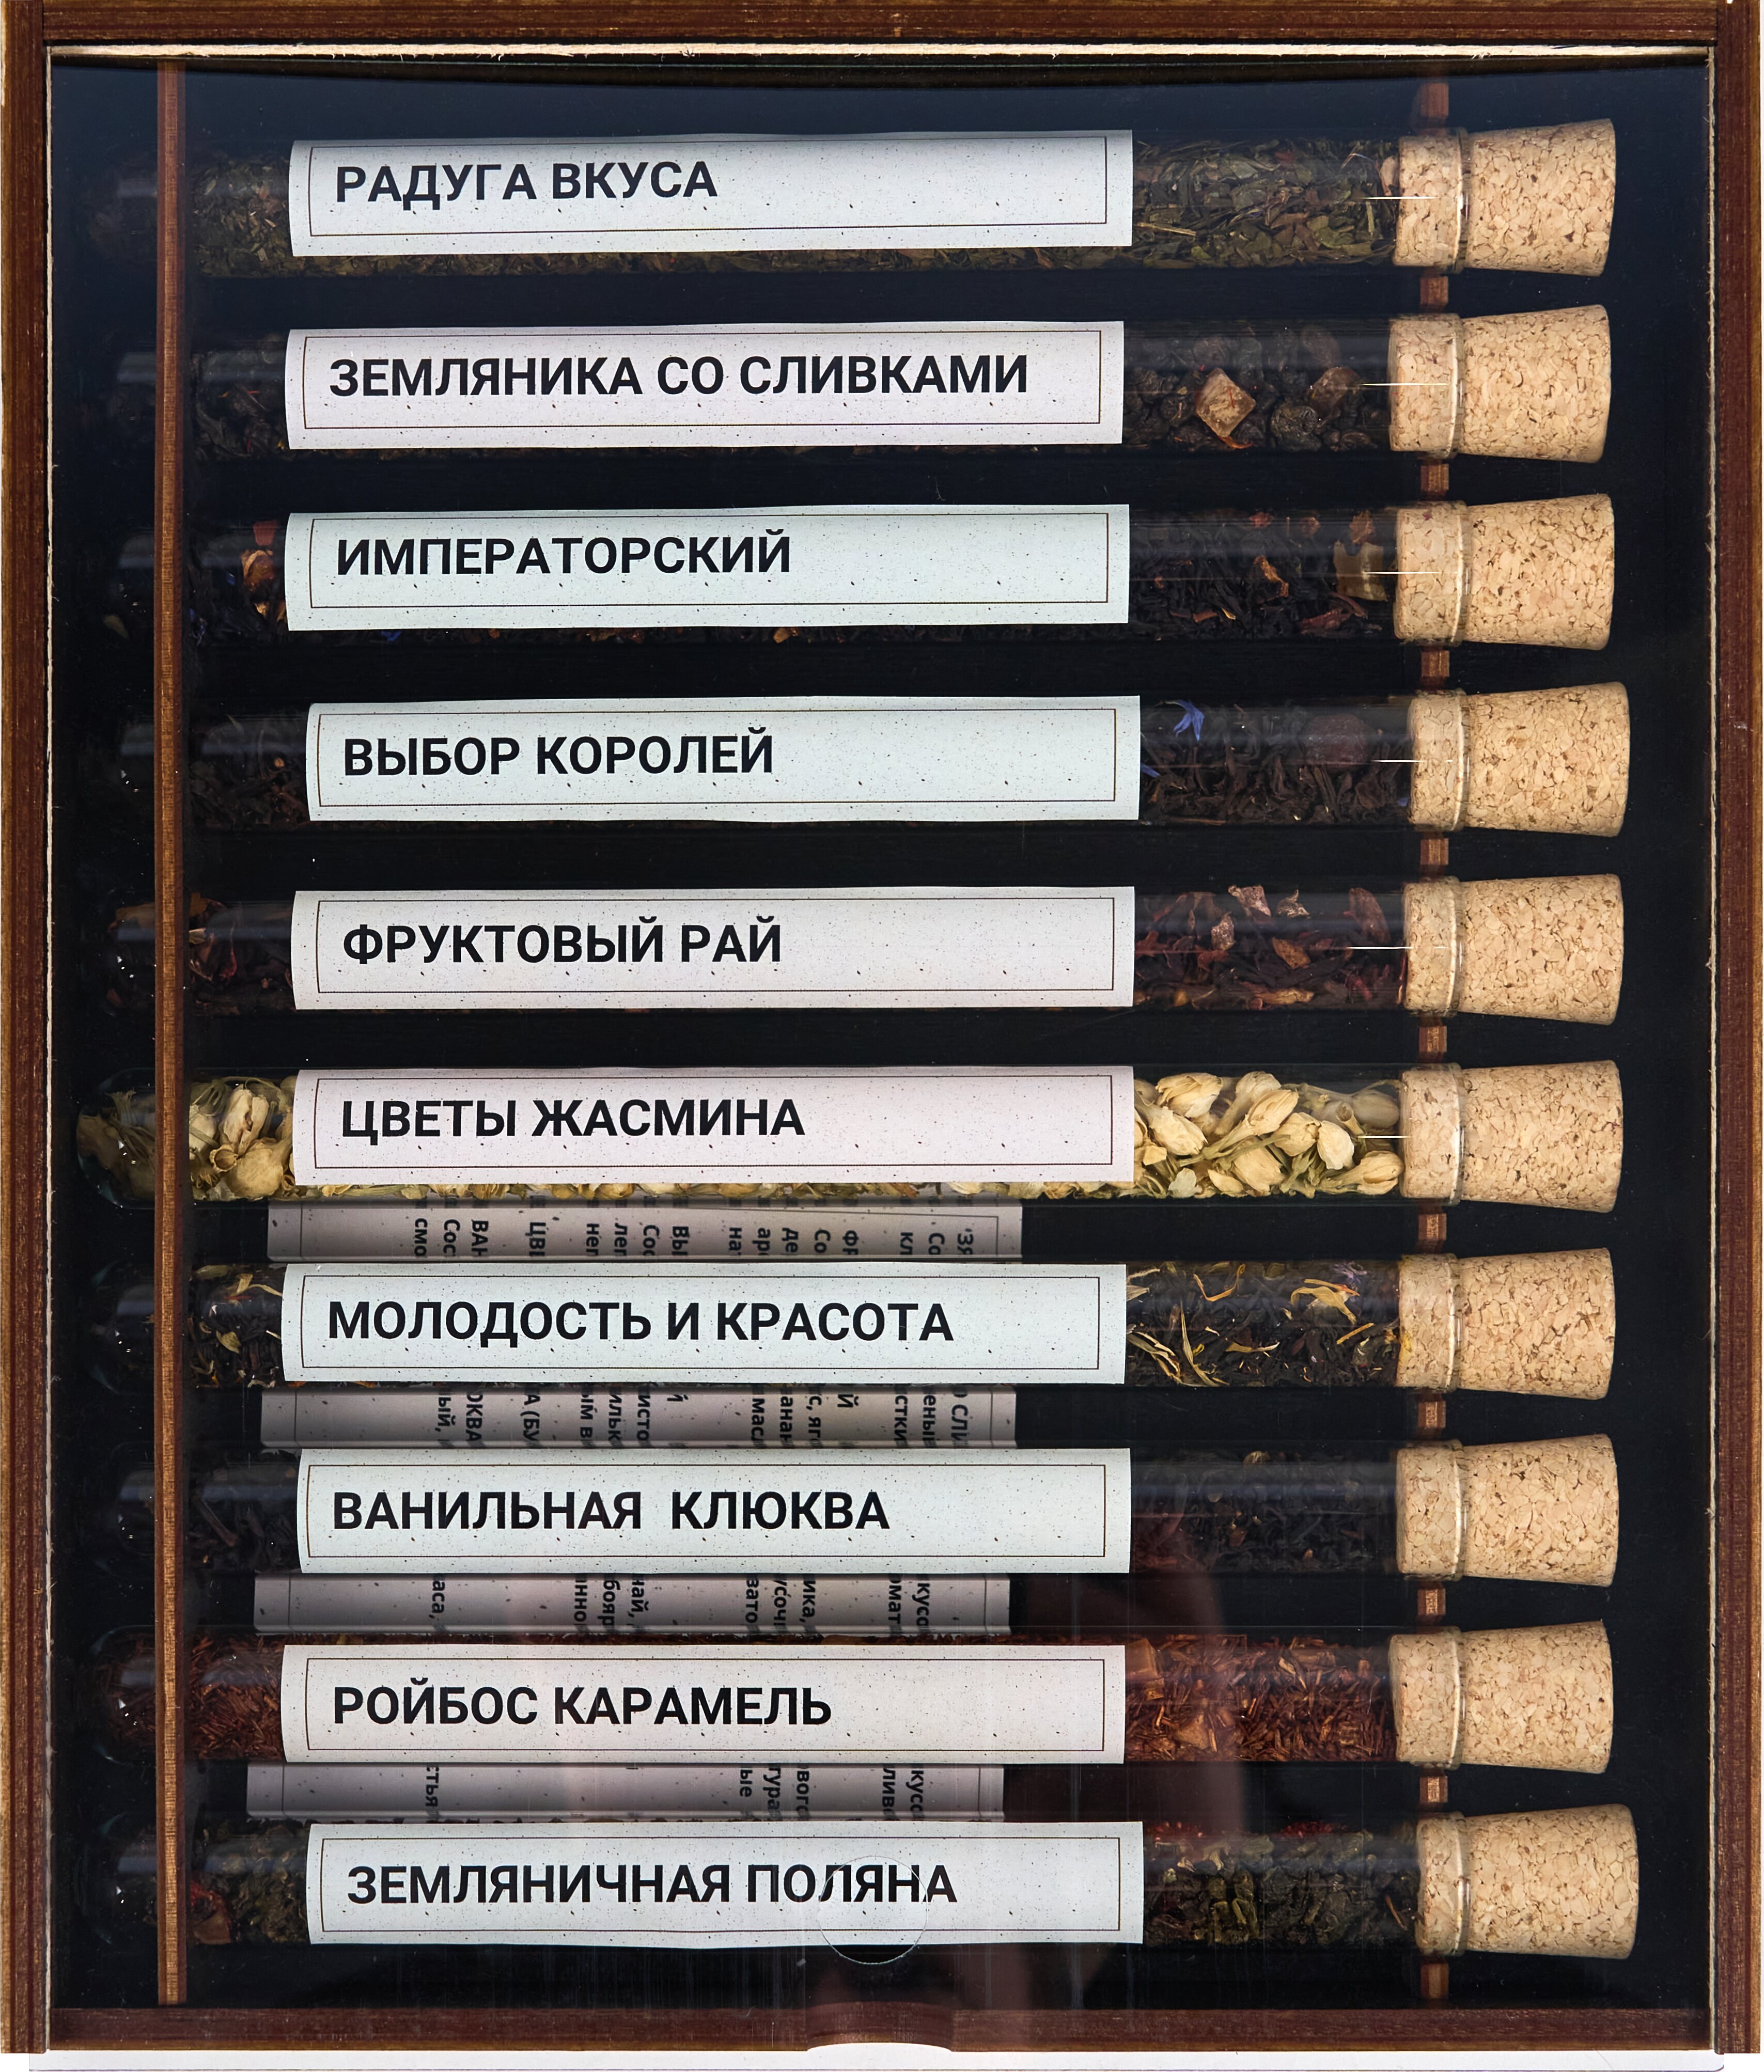 РАДУГА ВКУСА
ЗЕМЛЯНИКА СО СЛИВКАМИ
ИМПЕРАТОРСКИЙ
ВЫБОР КОРОЛЕЙ
ФРУКТОВЫЙ РАЙ
ЦВЕТЫ ЖАСМИНА
МОЛОДОСТЬ И КРАСОТА
ВАНИЛЬНАЯ КЛЮКВА
РОЙБОС КАРАМЕЛЬ
ЗЕМЛЯНИЧНАЯ ПОЛЯНА